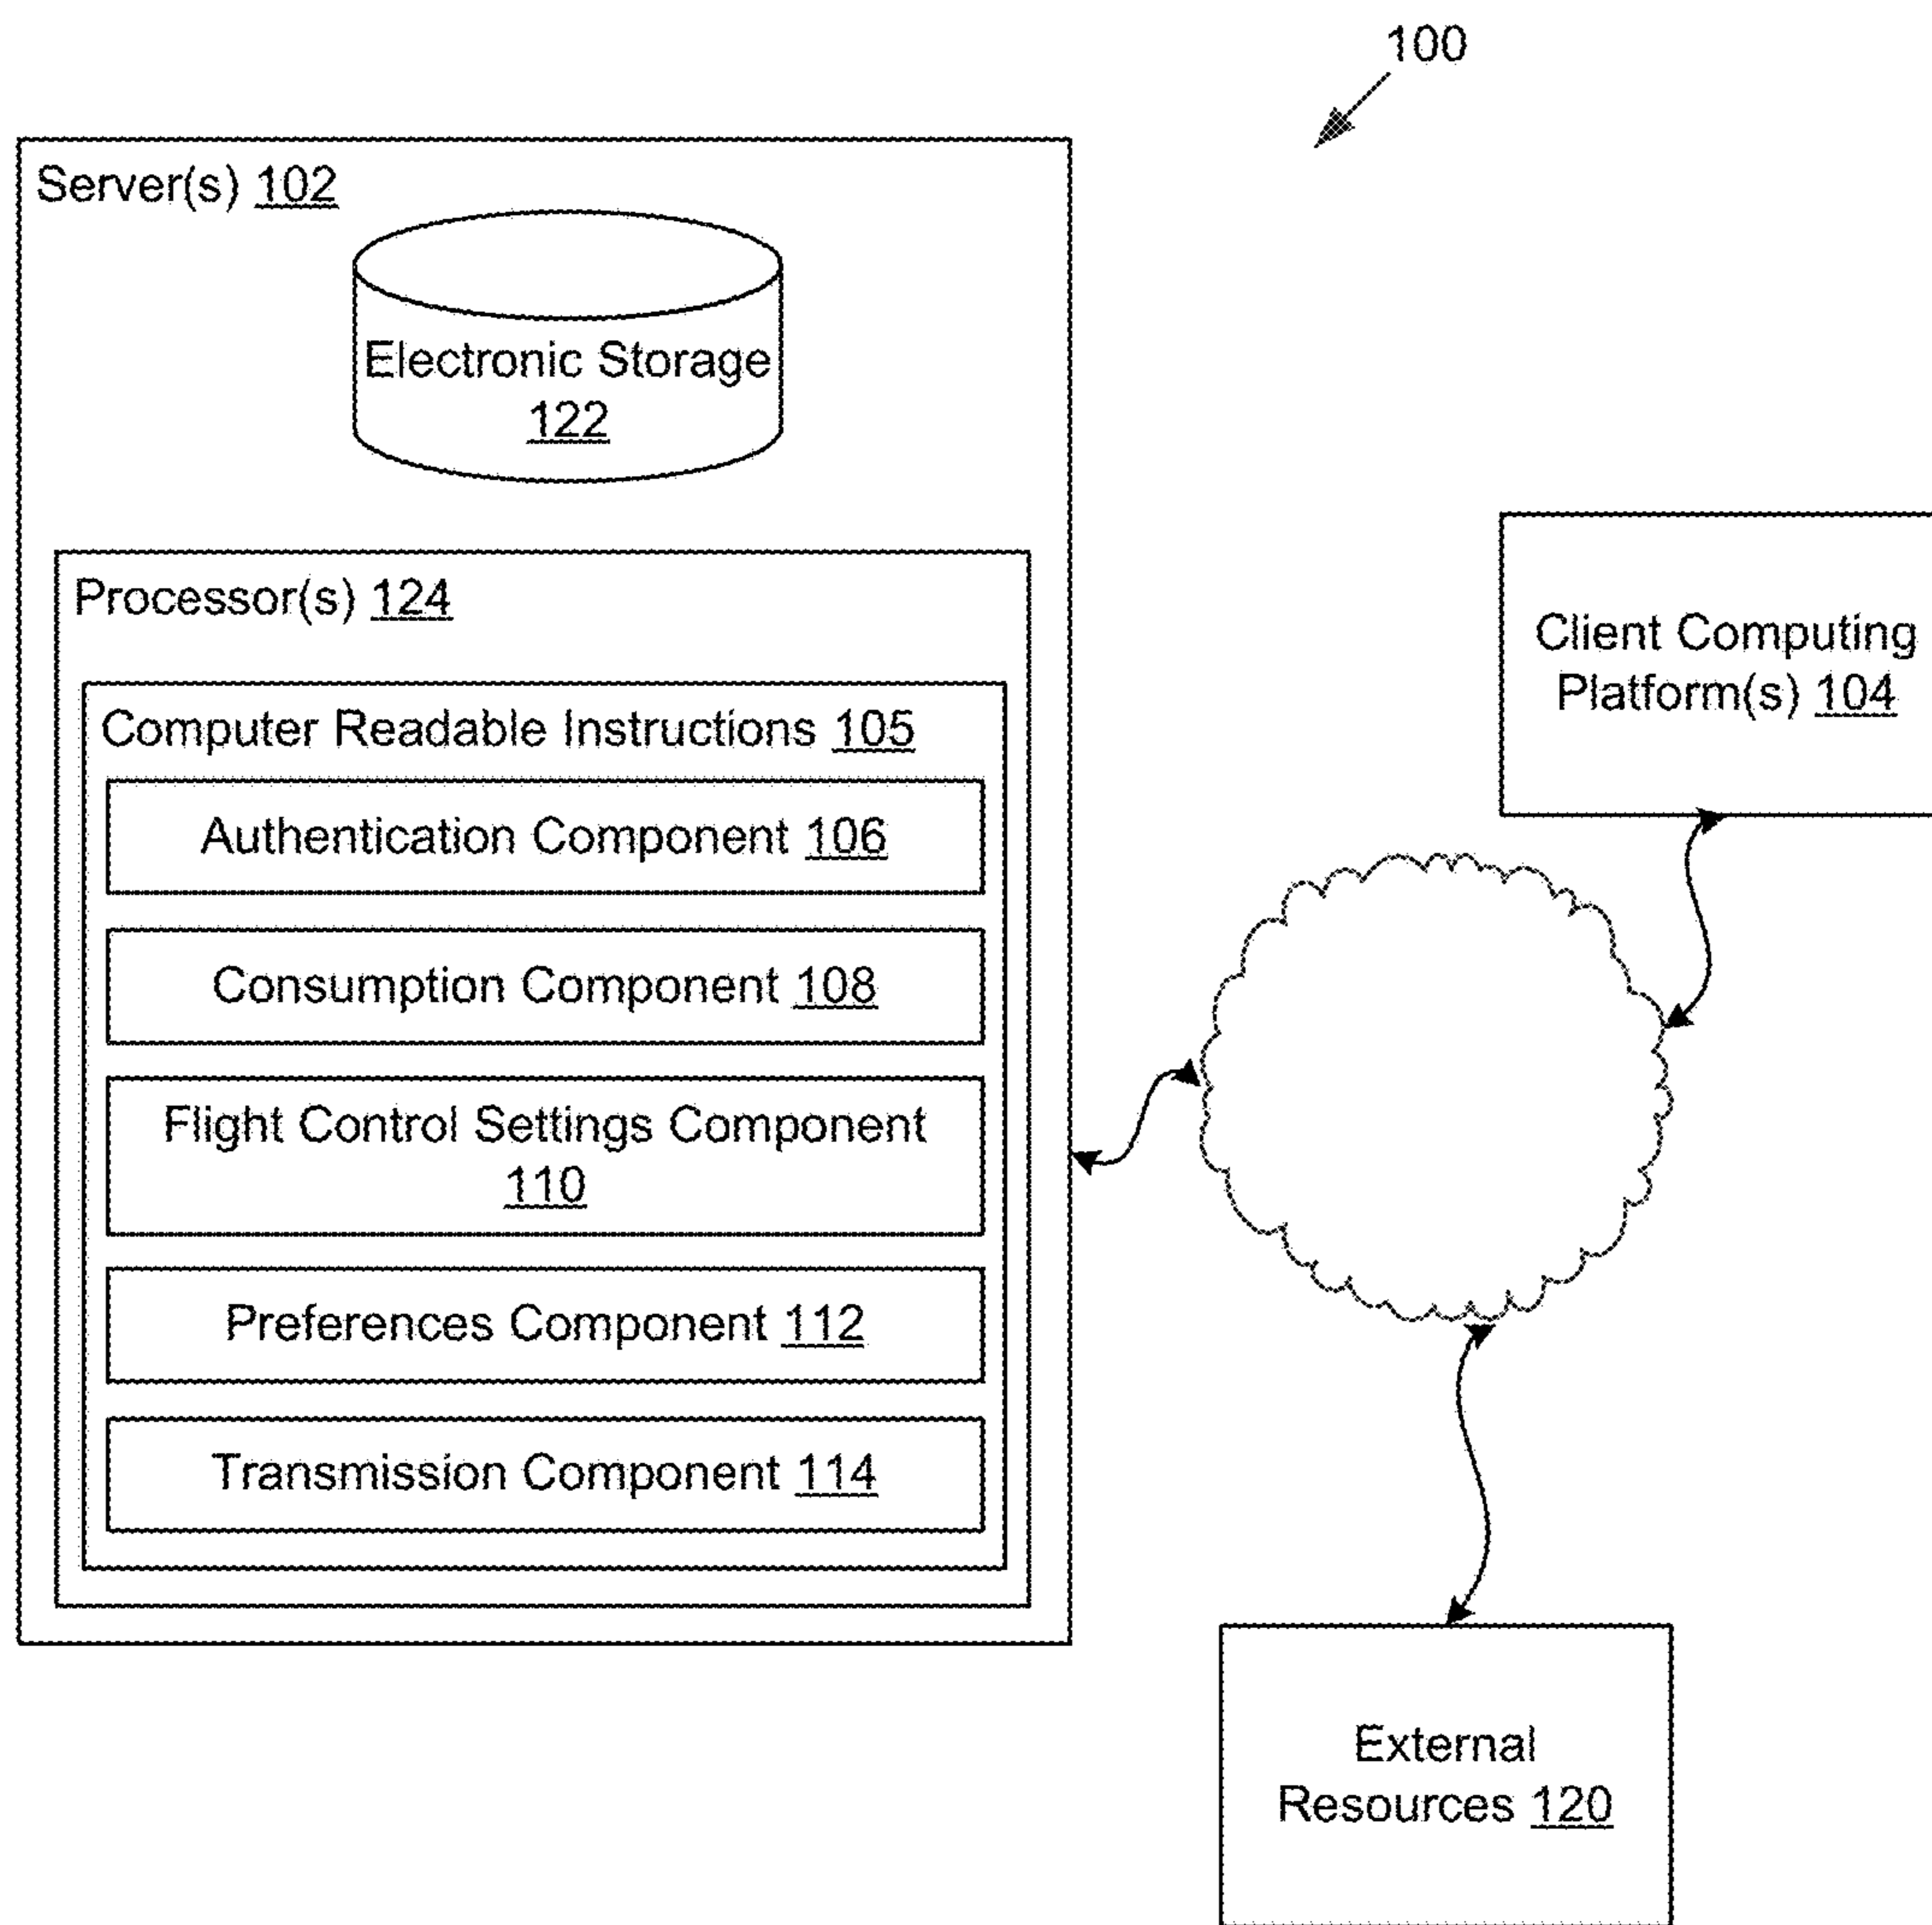 100
Server(s) 102
Electronic Storage
122
Processor(s) 124
Computer Readable Instructions 105
Authentication Component 106
Consumption Component 108
Flight Control Settings Component
110
Preferences Component 112
Transmission Component 114
Client Computing
Platform(s) 104
External
Resources 120